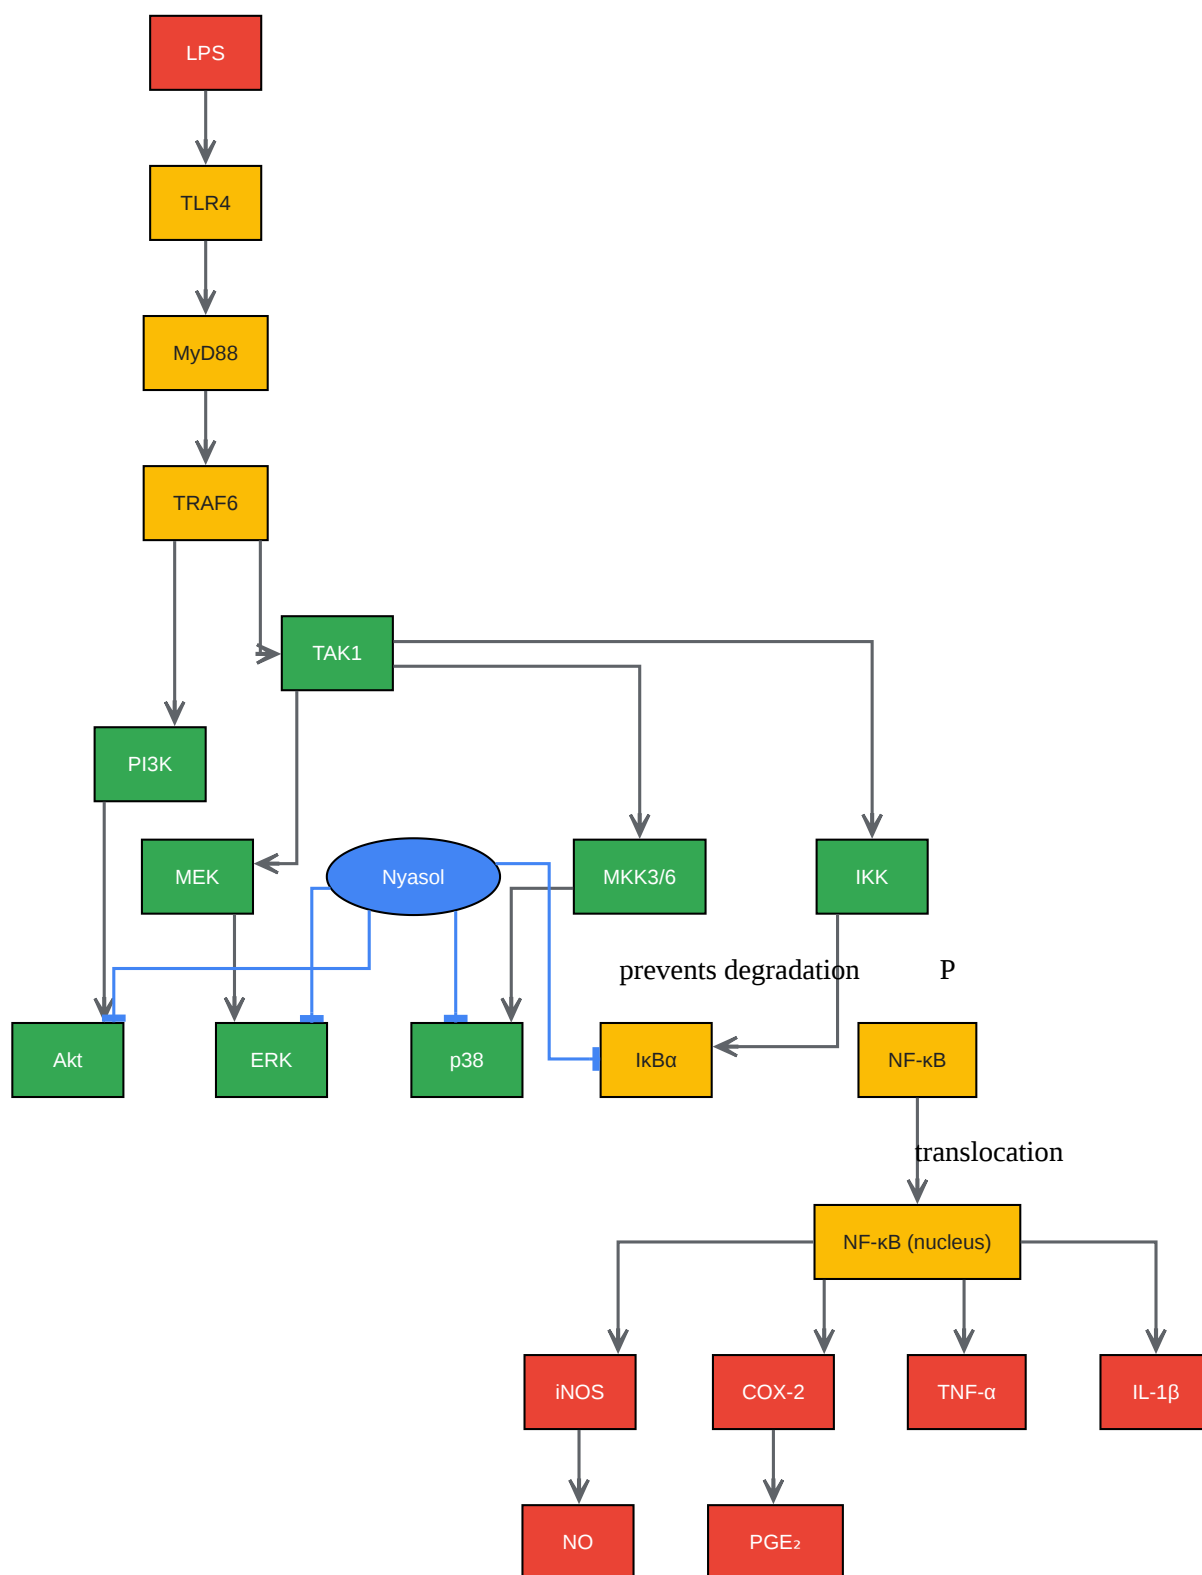 LPS
TLR4
MyD88
TRAF6
TAK1
PI3K
MEK
Nyasol
MKK3/6
IKK
prevents degradation
P
Akt
ERK
p38
IκBα
NF-κB
translocation
NF-κB (nucleus)
iNOS
COX-2
TNF-α
IL-1β
NO
PGE₂